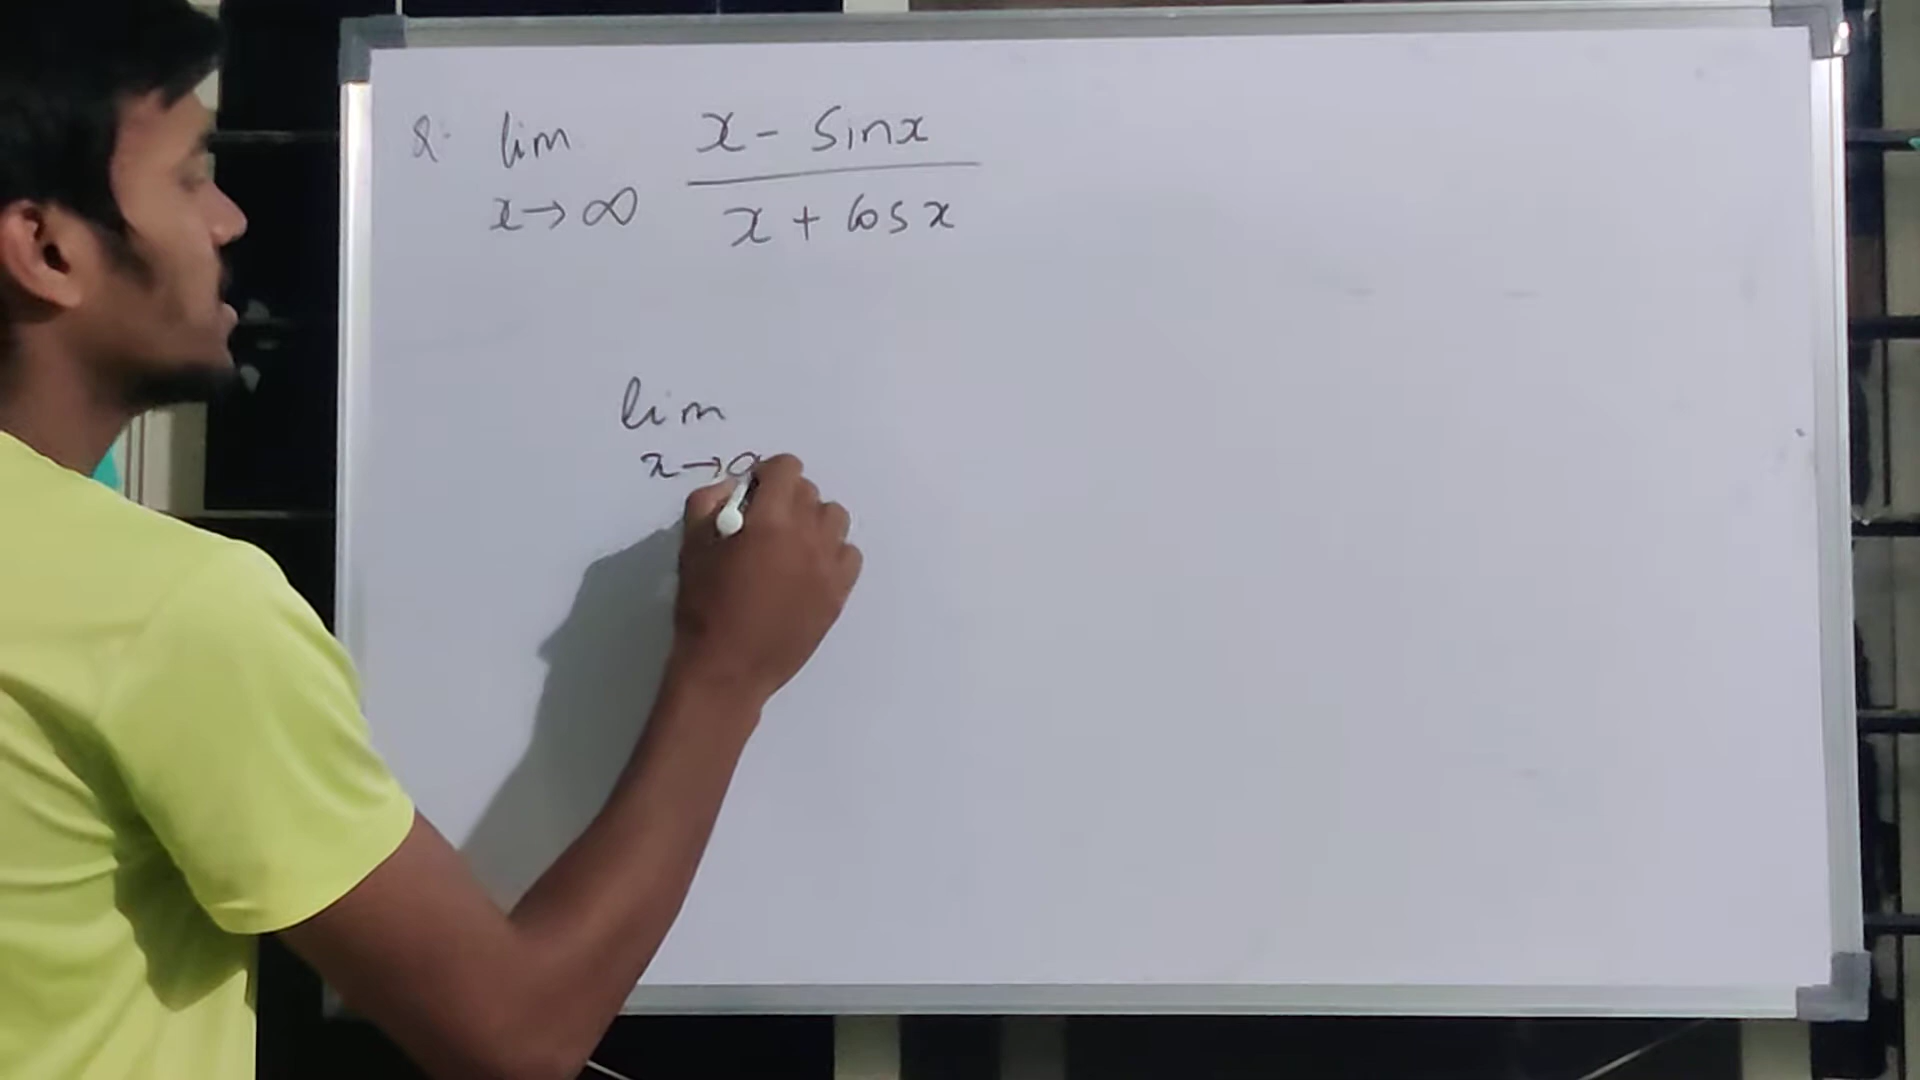 Q. lim x - Sinx
x→∞ x + Cosx
lim
x→